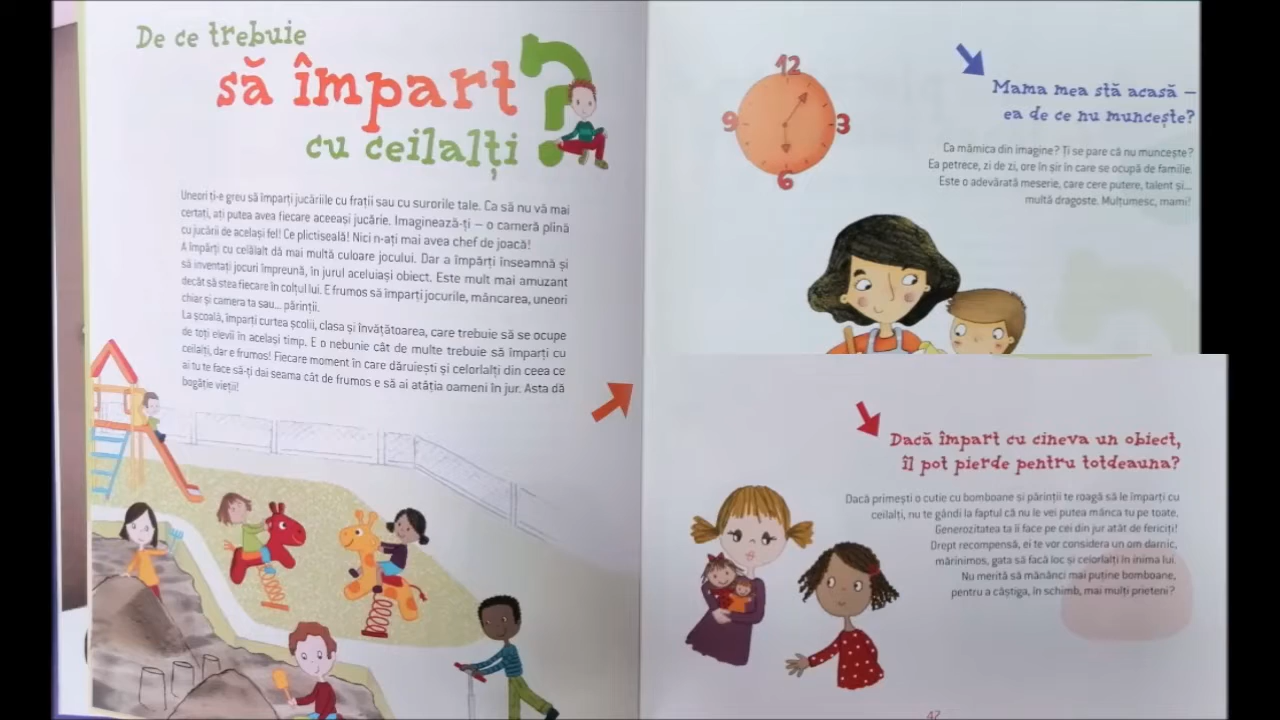 De ce trebuie
să împart
cu ceilalți
?
Uneori ți-e greu să împarți jucăriile cu frații sau cu surorile tale. Ca să nu vă mai
certați, ați putea avea fiecare aceeași jucărie. Imaginează-ți – o cameră plină
cu jucării de același fel! Ce plictiseală! Nici n-ați mai avea chef de joacă!
A împărți cu celălalt dă mai multă culoare jocului. Dar a împărți înseamnă și
să inventați jocuri împreună, în jurul aceluiași obiect. Este mult mai amuzant
decât să stea fiecare în colțul lui. E frumos să împarți jocurile, mâncarea, uneori
chiar și camera ta sau... părinții.
La școală, împarți curtea școlii, clasa și învățătoarea, care trebuie să se ocupe
de toți elevii în același timp. E o nebunie cât de multe trebuie să împarți cu
ceilalți, dar e frumos! Fiecare moment în care dăruiești și celorlalți din ceea ce
ai tu te face să-ți dai seama cât de frumos e să ai atâția oameni în jur. Asta dă
bogăție vieții!
12
9
3
6
Mama mea stă acasă –
ea de ce nu muncește?
Ca mămica din imagine? Ți se pare că nu muncește?
Ea petrece, zi de zi, ore în șir în care se ocupă de familie.
Este o adevărată meserie, care cere putere, talent și...
multă dragoste. Mulțumesc, mami!
Dacă împart cu cineva un obiect,
îl pot pierde pentru totdeauna?
Dacă primești o cutie cu bomboane și părinții te roagă să le împarți cu
ceilalți, nu te gândi la faptul că nu le vei putea mânca tu pe toate.
Generozitatea ta îi face pe cei din jur atât de fericiți!
Drept recompensă, ei te vor considera un om darnic,
mărinimos, gata să facă loc și celorlalți în inima lui.
Nu merită să mănânci mai puține bomboane,
pentru a câștiga, în schimb, mai mulți prieteni?
47